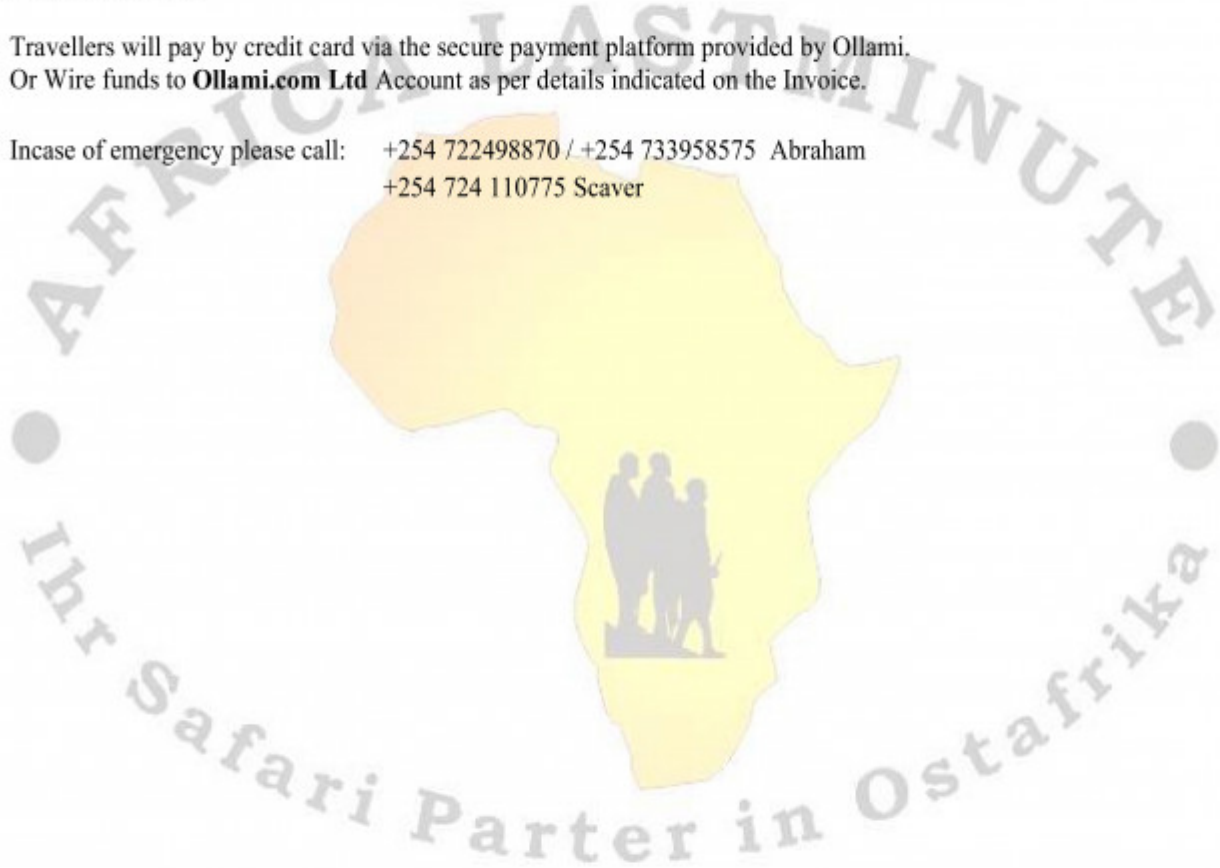 Travellers will pay by credit card via the secure payment platform provided by Ollami.
Or Wire funds to Ollami.com Ltd Account as per details indicated on the Invoice.
Incase of emergency please call: +254 722498870 / +254 733958575 Abraham
+254 724 110775 Scaver
AFRICA LASTMINUTE
Ihr Safari Parter in Ostafrika